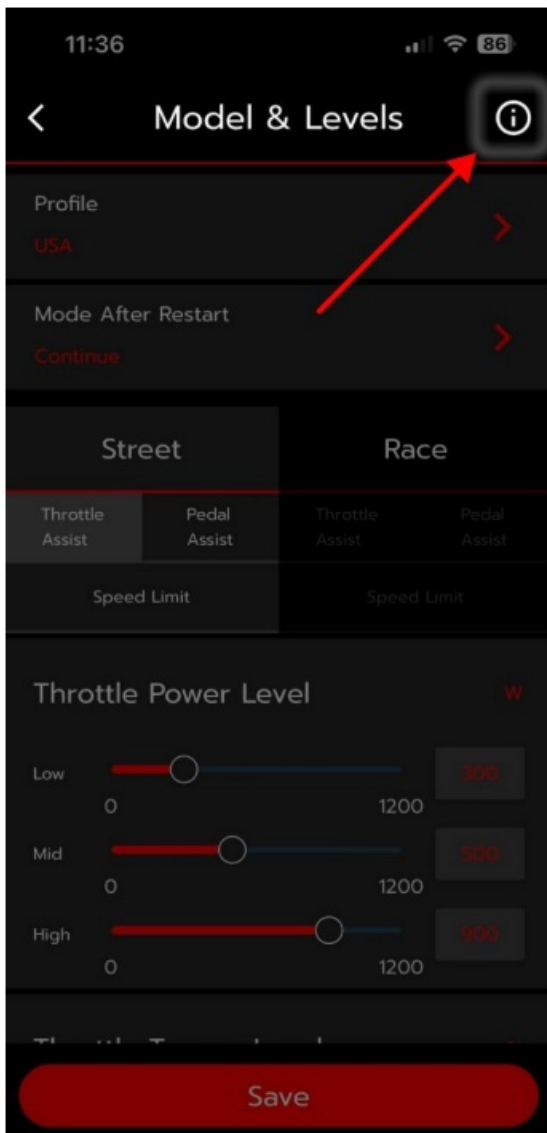 11:36
86
Model & Levels
Profile
USA
Mode After Restart
Continue
Street Race
Throttle Assist Pedal Assist Throttle Assist Pedal Assist
Speed Limit Speed Limit
Throttle Power Level W
Low 300
0 1200
Mid 500
0 1200
High 900
0 1200
Save